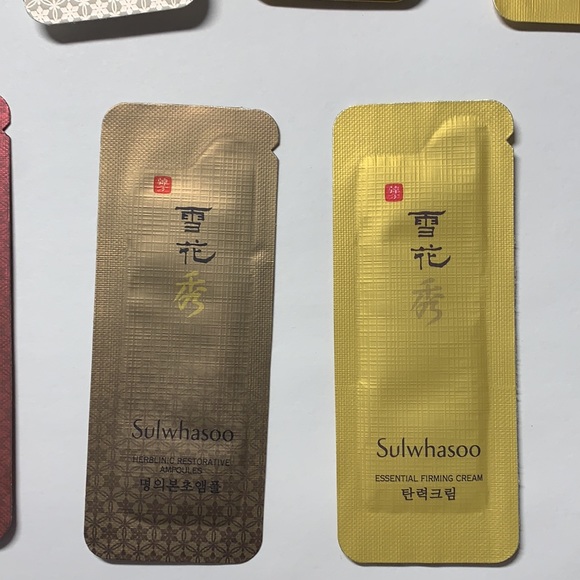 雪
花
秀
Sulwhasoo
HERBLINIC RESTORATIVE
AMPOULES
명의본초앰플
雪
花
秀
Sulwhasoo
ESSENTIAL FIRMING CREAM
탄력크림